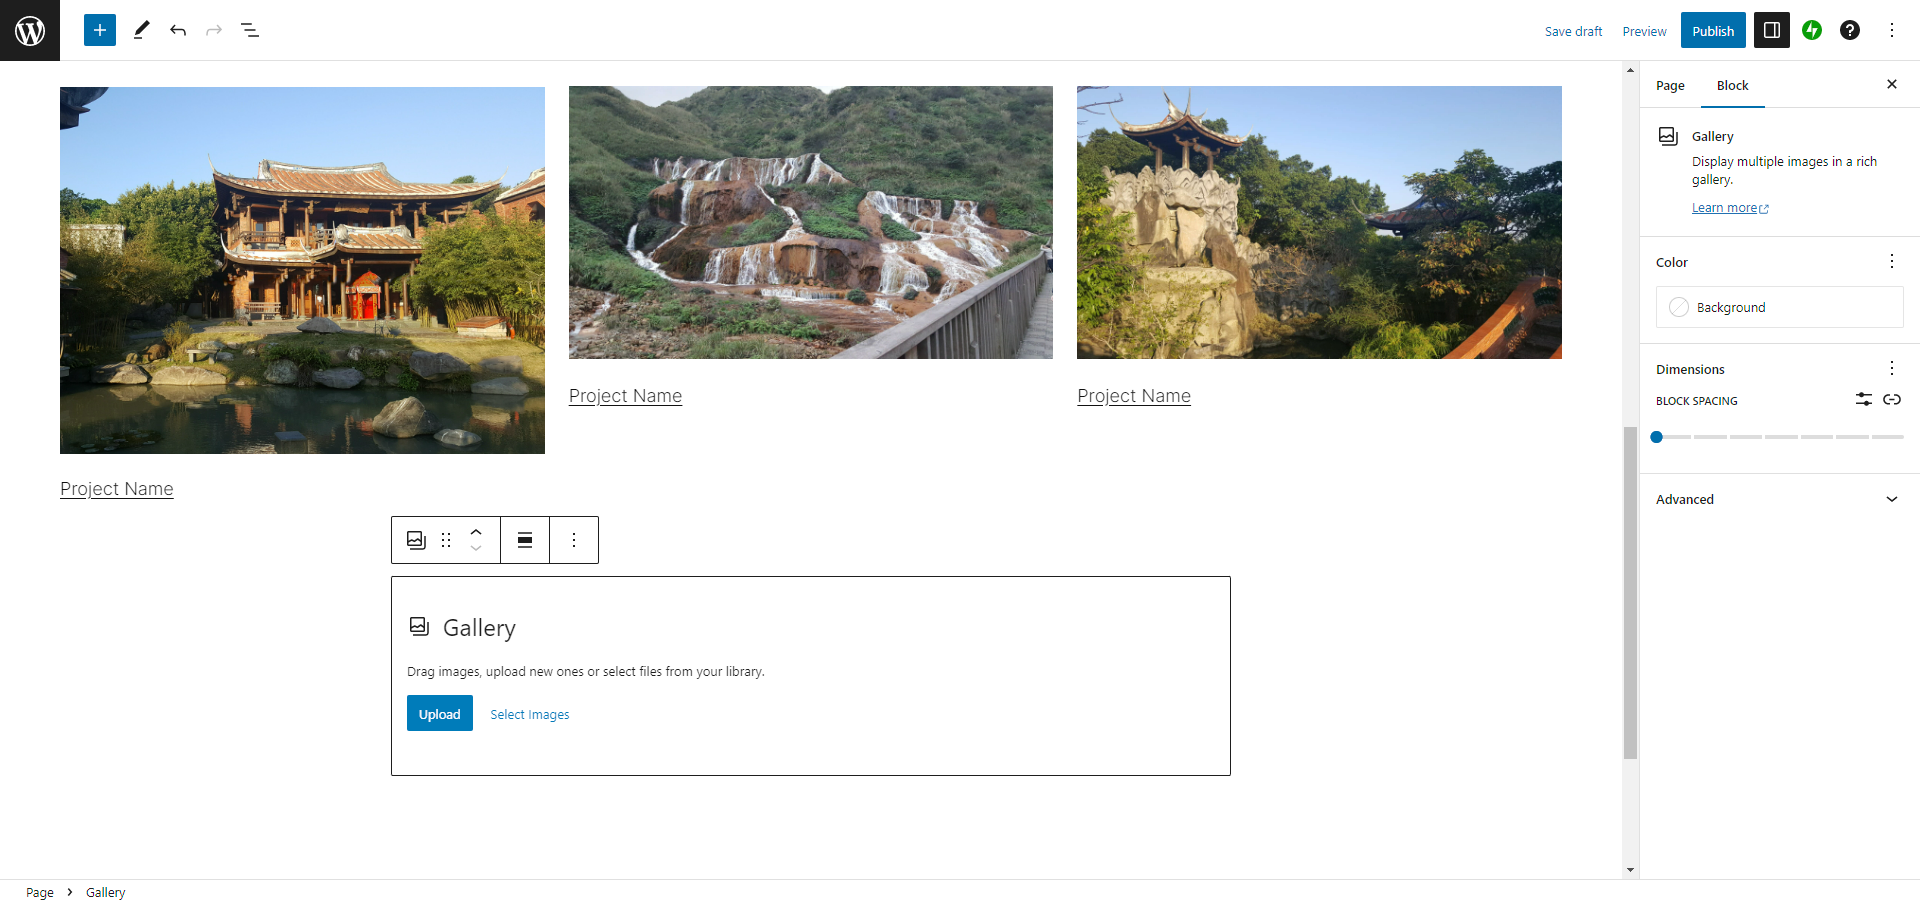 Save draft
Preview
Publish
Page
Block
Gallery
Display multiple images in a rich
gallery.
Learn more
Color
Background
Dimensions
BLOCK SPACING
Advanced
Project Name
Project Name
Project Name
Gallery
Drag images, upload new ones or select files from your library.
Upload
Select Images
Page
Gallery